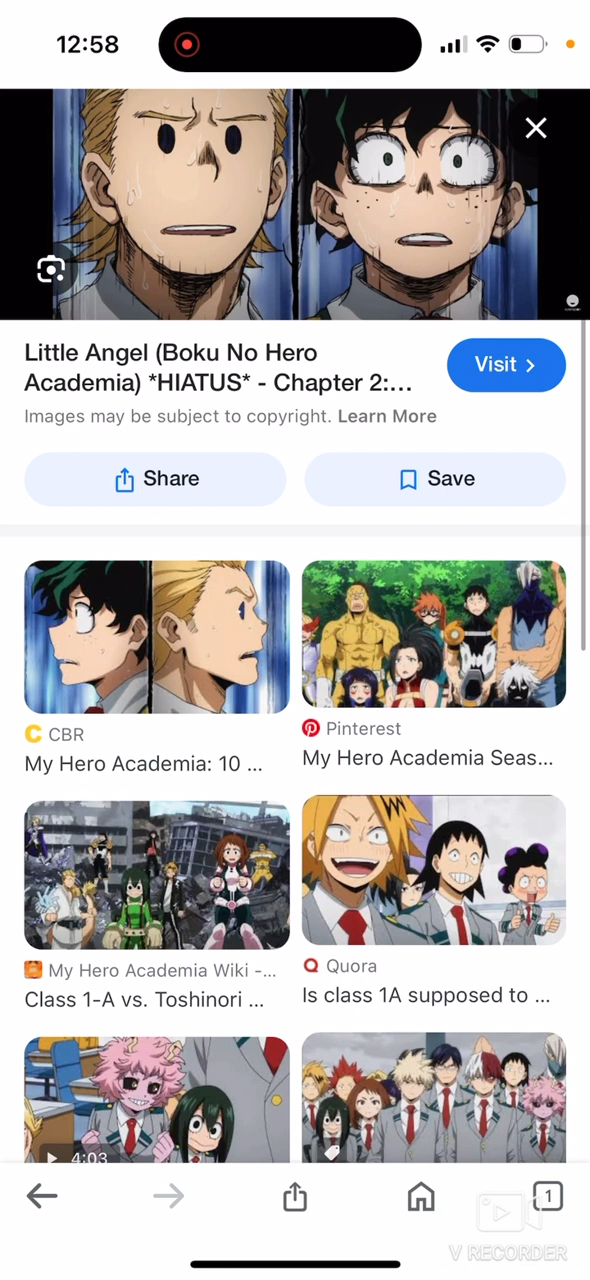 12:58
Little Angel (Boku No Hero
Academia) *HIATUS* - Chapter 2:...
Visit
Images may be subject to copyright. Learn More
Share
Save
CBR
My Hero Academia: 10 ...
Pinterest
My Hero Academia Seas...
My Hero Academia Wiki -...
Class 1-A vs. Toshinori ...
Quora
Is class 1A supposed to ...
4:03
1
V RECORDER